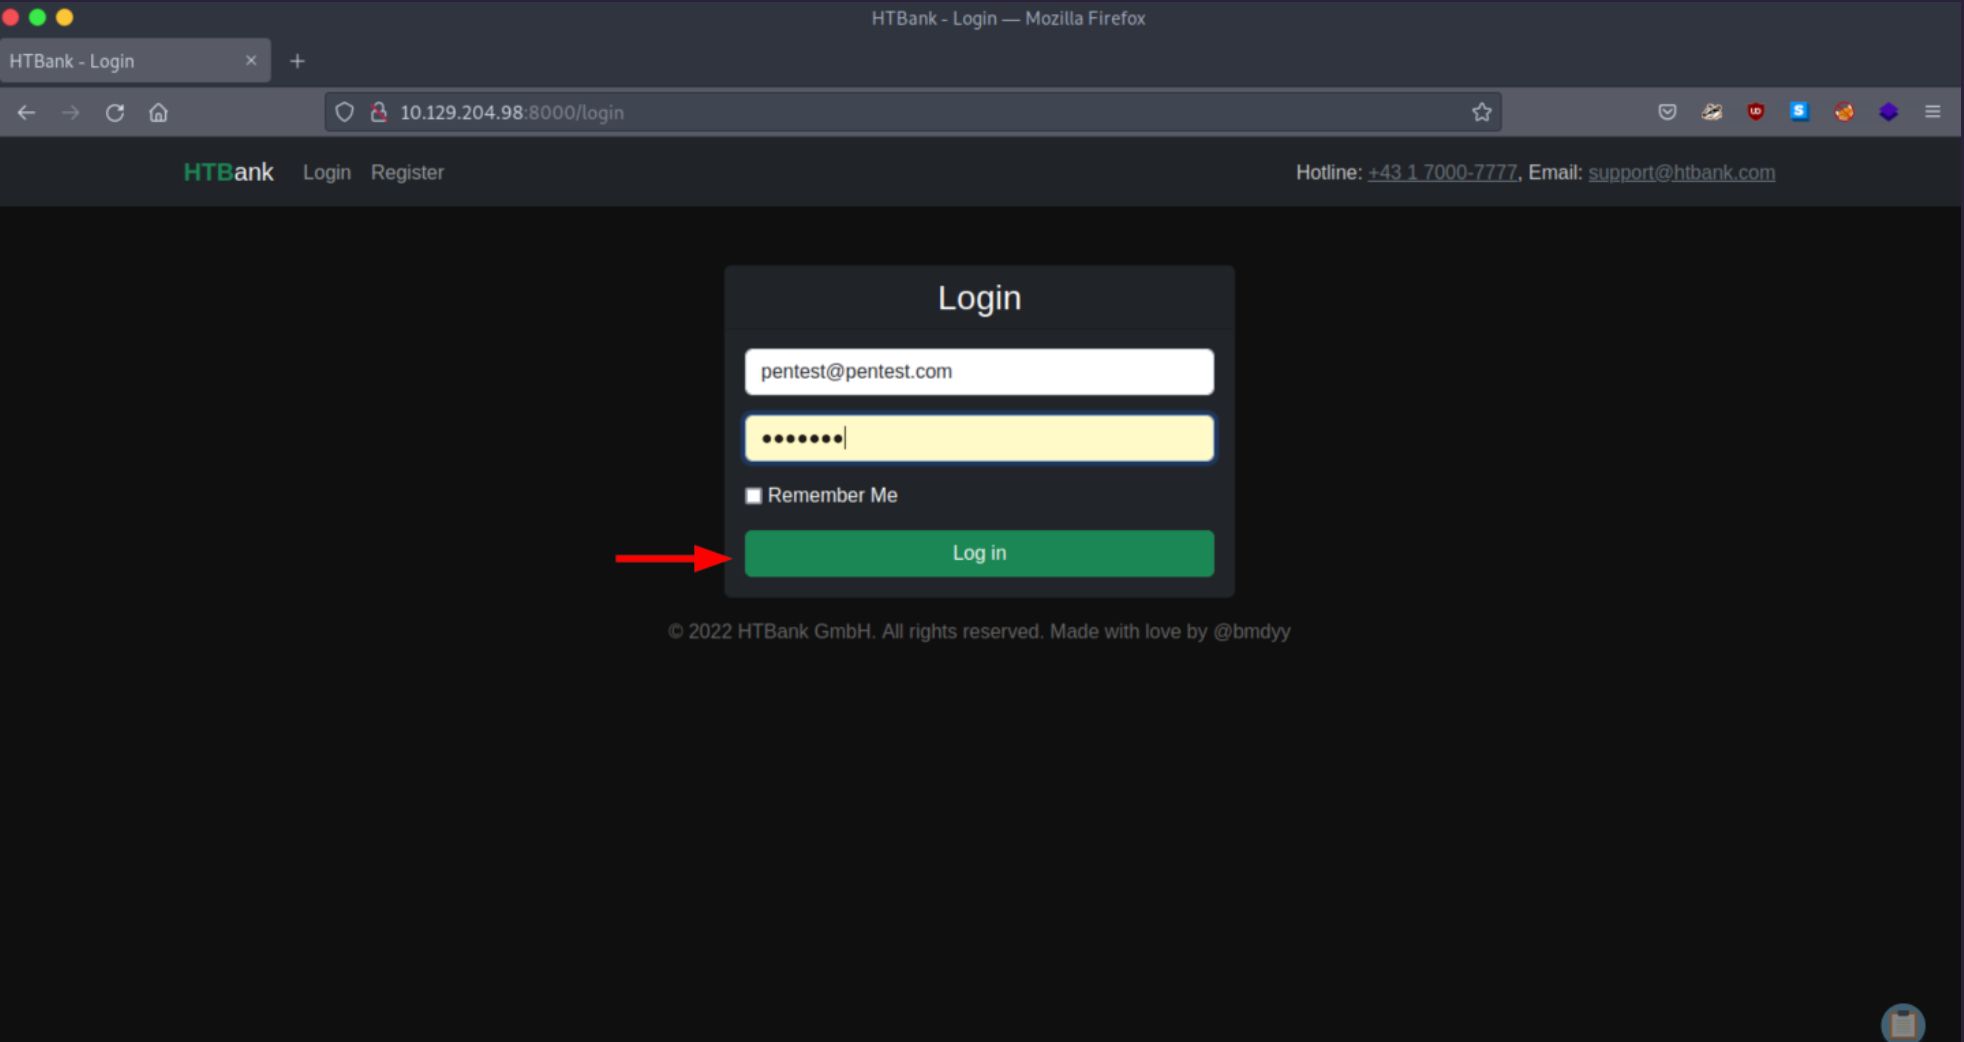 HTBank - Login — Mozilla Firefox
HTBank - Login
10.129.204.98:8000/login
HTBank Login Register Hotline: +43 1 7000-7777, Email: support@htbank.com
Login
pentest@pentest.com
•••••••
Remember Me
Log in
© 2022 HTBank GmbH. All rights reserved. Made with love by @bmdyy